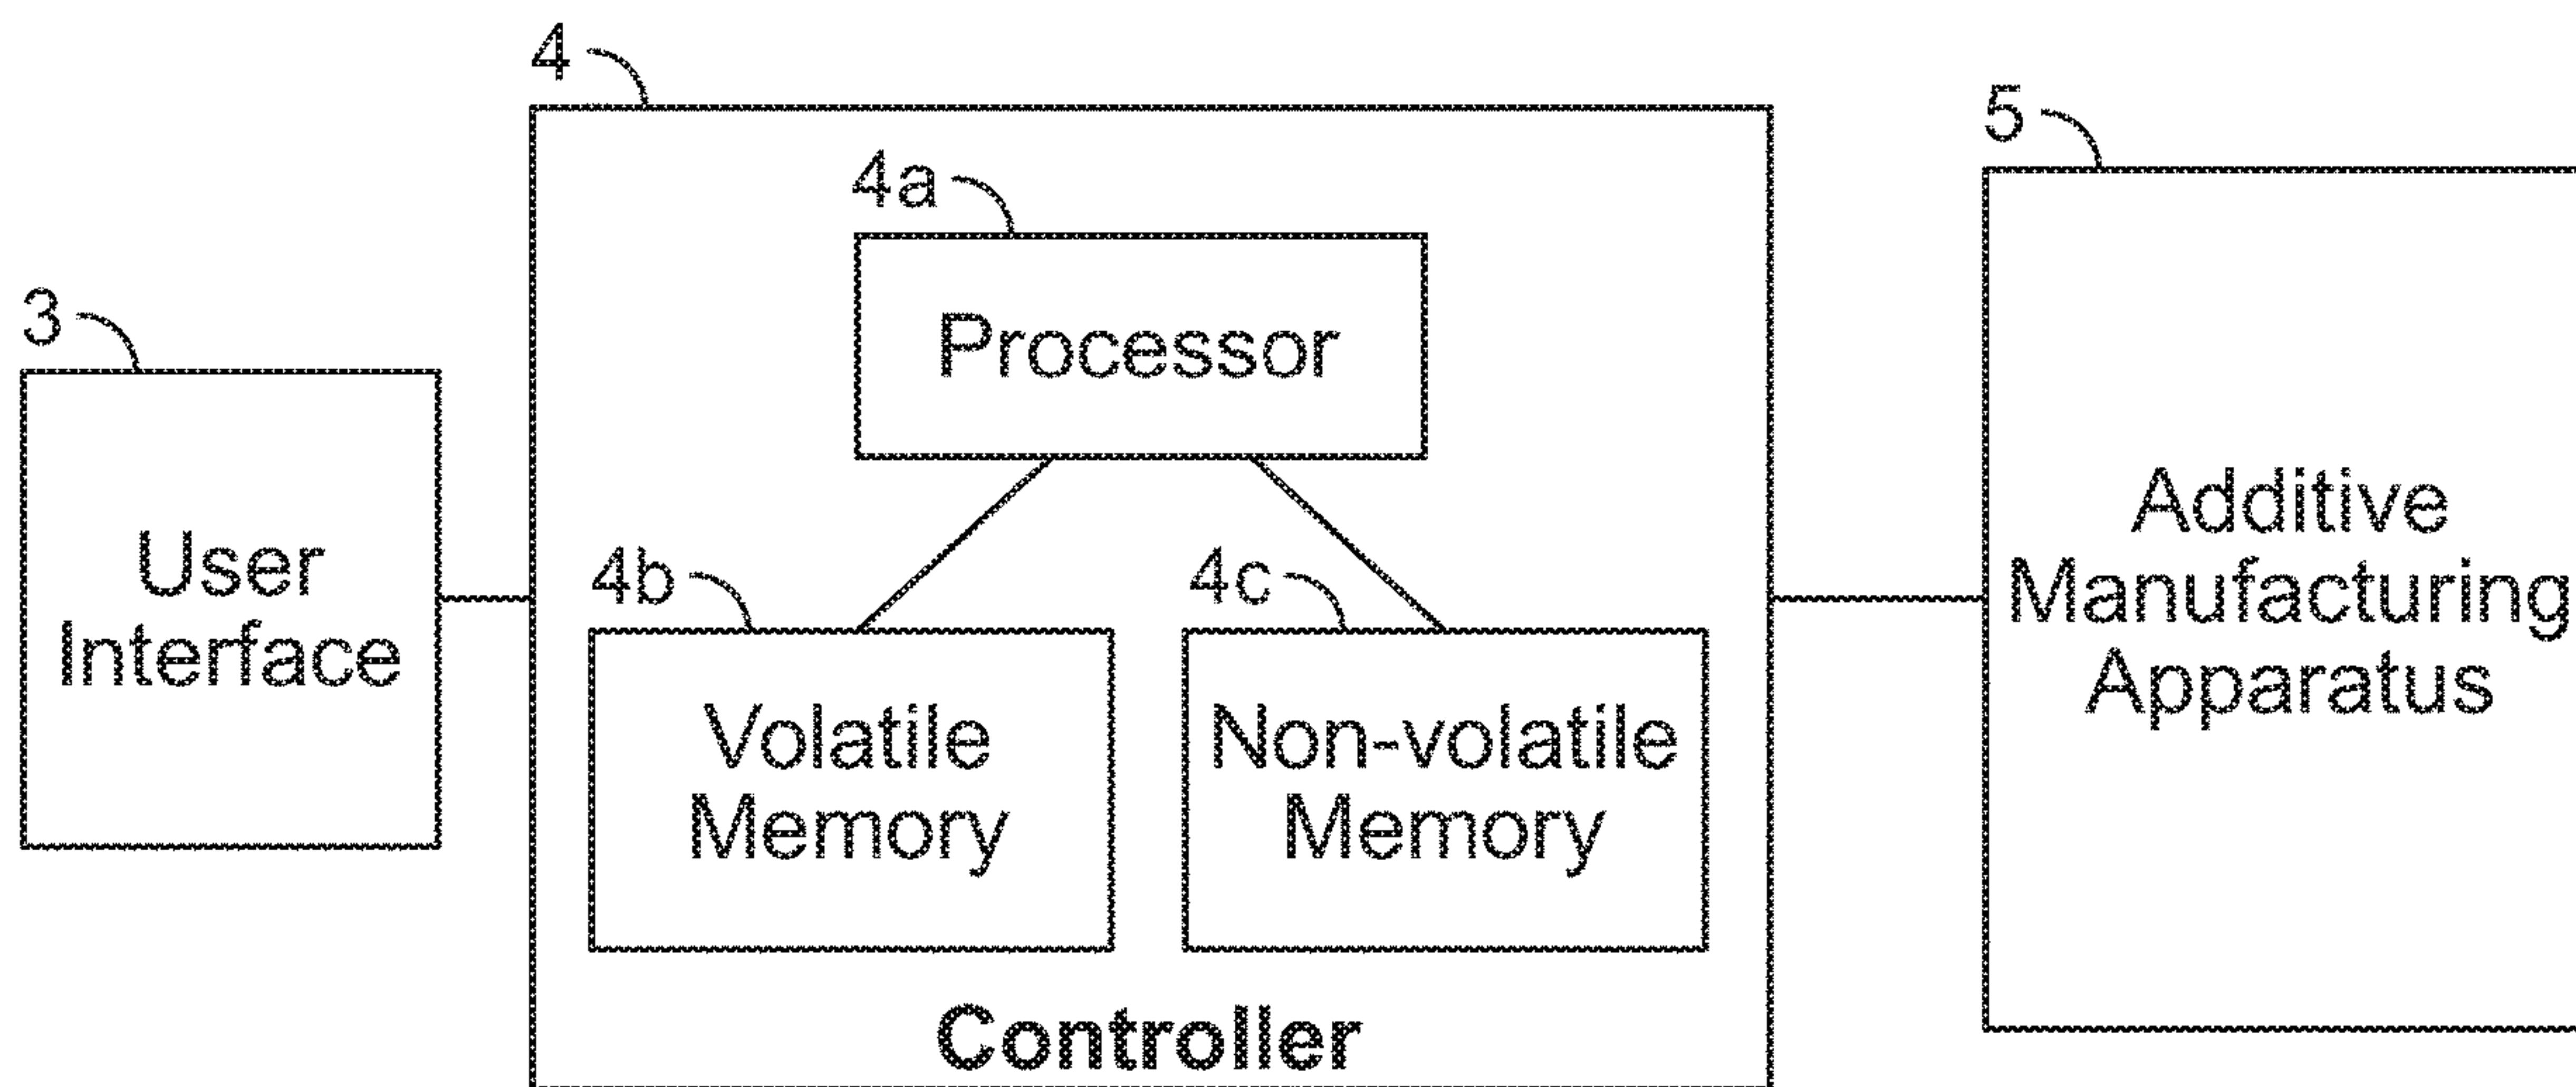 4
5
4a
Processor
3
User
Interface
4b
Volatile
Memory
4c
Non-volatile
Memory
Controller
Additive
Manufacturing
Apparatus